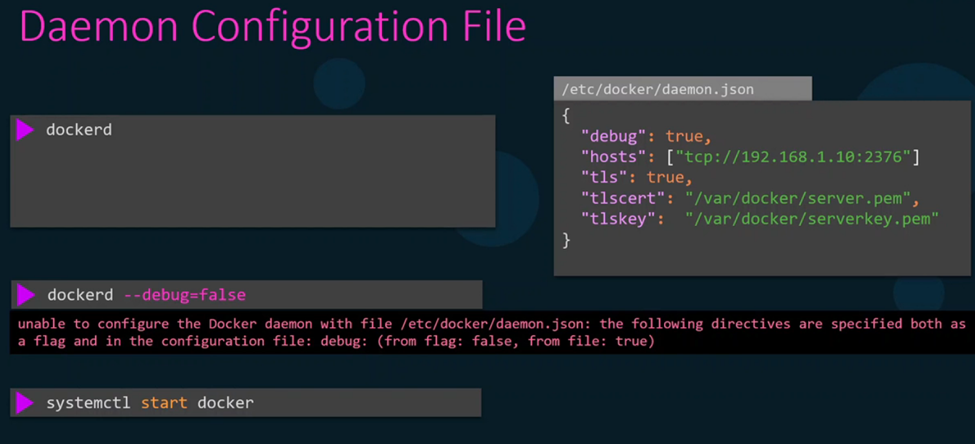 Daemon Configuration File
dockerd
/etc/docker/daemon.json
{
"debug": true,
"hosts": ["tcp://192.168.1.10:2376"]
"tls": true,
"tlscert": "/var/docker/server.pem",
"tlskey": "/var/docker/serverkey.pem"
}
dockerd --debug=false
unable to configure the Docker daemon with file /etc/docker/daemon.json: the following directives are specified both as
a flag and in the configuration file: debug: (from flag: false, from file: true)
systemctl start docker